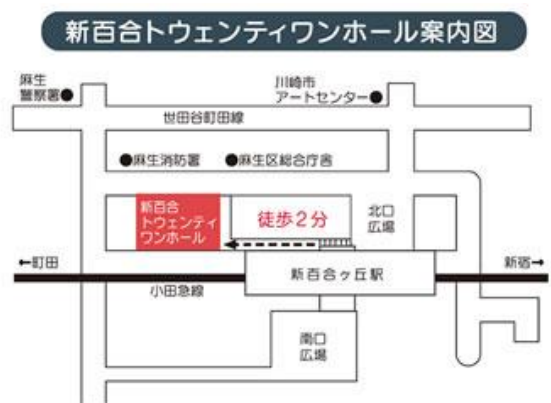 新百合トウェンティワンホール案内図
麻生
警察署●
川崎市
アートセンター●
世田谷町田線
●麻生消防署
●麻生区総合庁舎
新百合
トウェンティ
ワンホール
徒歩2分
北口
広場
←町田
新宿→
新百合ヶ丘駅
小田急線
南口
広場